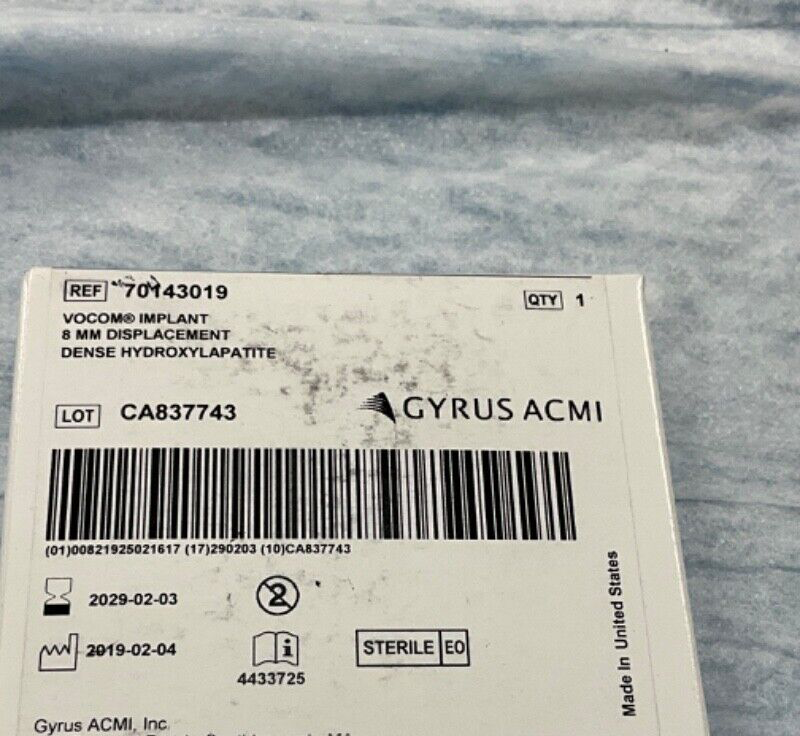 REF 70143019
QTY 1
VOCOM® IMPLANT
8 MM DISPLACEMENT
DENSE HYDROXYLAPATITE
LOT CA837743
GYRUS ACMI
(01)00821925021617 (17)290203 (10)CA837743
2029-02-03
2
2019-02-04
i
STERILE EO
4433725
Made In United States
Gyrus ACMI, Inc.